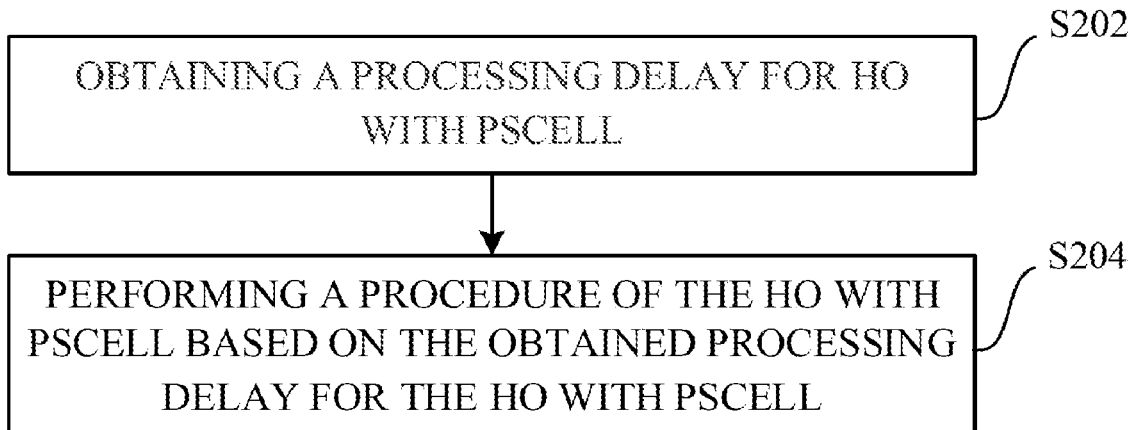 S202
OBTAINING A PROCESSING DELAY FOR HO
WITH PSCELL
S204
PERFORMING A PROCEDURE OF THE HO WITH
PSCELL BASED ON THE OBTAINED PROCESSING
DELAY FOR THE HO WITH PSCELL